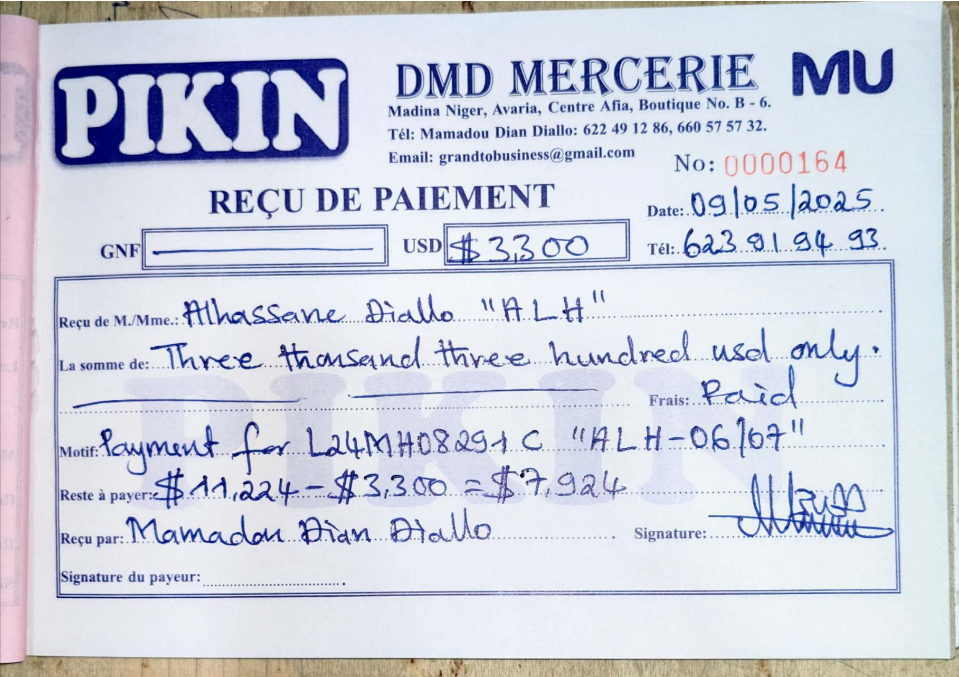 PIKIN
DMD MERCERIE
MU
Madina Niger, Avaria, Centre Afia, Boutique No. B - 6.
Tél: Mamadou Dian Diallo: 622 49 12 86, 660 57 57 32.
Email: grandtobusiness@gmail.com
No: 0000164
REÇU DE PAIEMENT
Date: 09/05/2025
GNF
USD $3,300
Tél: 623 91 94 93
Reçu de M./Mme.: Alhassane Diallo "ALH"
La somme de: Three thousand three hundred usd only.
Frais: Paid
Motif: Payment for L24MH08291C "ALH-06/07"
Reste à payer: $11,224 - $3,300 = $7,924
Reçu par: Mamadou Dian Diallo
Signature:
Signature du payeur:
PIKIN